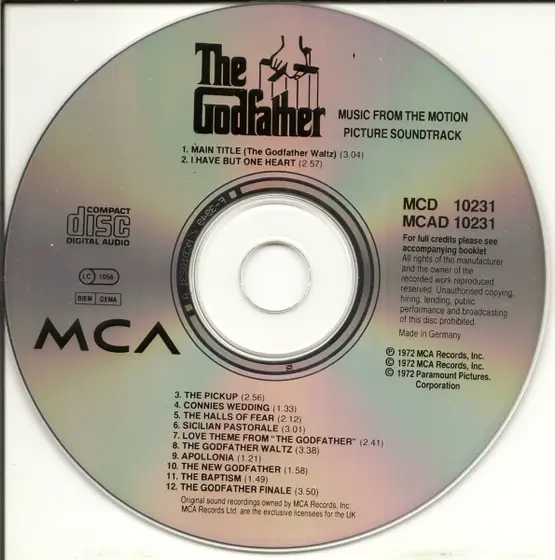 The
Godfather
MUSIC FROM THE MOTION
PICTURE SOUNDTRACK
1. MAIN TITLE (The Godfather Waltz) (3.04)
2. I HAVE BUT ONE HEART (2.57)
COMPACT
disc
DIGITAL AUDIO
LC 1056
BIEM GEMA
MCA
MCD 10231
MCAD 10231
For full credits please see
accompanying booklet
All rights of the manufacturer
and the owner of the
recorded work reproduced
reserved. Unauthorised copying,
hiring, lending, public
performance and broadcasting
of this disc prohibited.
Made in Germany
℗ 1972 MCA Records, Inc.
© 1972 MCA Records, Inc.
© 1972 Paramount Pictures.
Corporation
3. THE PICKUP (2.56)
4. CONNIES WEDDING (1.33)
5. THE HALLS OF FEAR (2.12)
6. SICILIAN PASTORALE (3.01)
7. LOVE THEME FROM "THE GODFATHER" (2.41)
8. THE GODFATHER WALTZ (3.38)
9. APOLLONIA (1.21)
10. THE NEW GODFATHER (1.58)
11. THE BAPTISM (1.49)
12. THE GODFATHER FINALE (3.50)
Original sound recordings owned by MCA Records, Inc.
MCA Records Ltd are the exclusive licensees for the UK